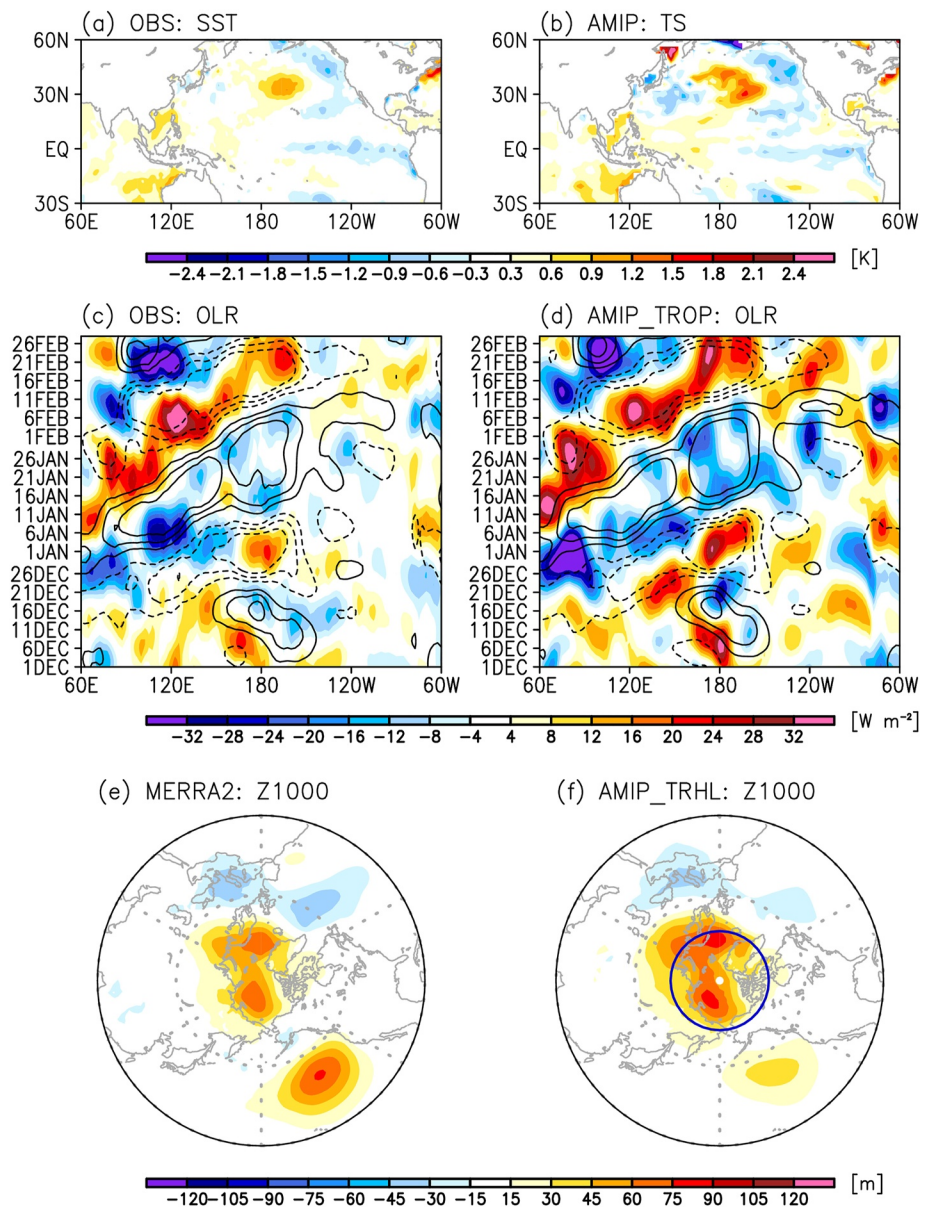 (a) OBS: SST
(b) AMIP: TS
60N
30N
EQ
30S
60E 120E 180 120W 60W
60N
30N
EQ
30S
60E 120E 180 120W 60W
-2.4 -2.1 -1.8 -1.5 -1.2 -0.9 -0.6 -0.3 0.3 0.6 0.9 1.2 1.5 1.8 2.1 2.4 [K]
(c) OBS: OLR
(d) AMIP_TROP: OLR
26FEB
21FEB
16FEB
11FEB
6FEB
1FEB
26JAN
21JAN
16JAN
11JAN
6JAN
1JAN
26DEC
21DEC
16DEC
11DEC
6DEC
1DEC
60E 120E 180 120W 60W
26FEB
21FEB
16FEB
11FEB
6FEB
1FEB
26JAN
21JAN
16JAN
11JAN
6JAN
1JAN
26DEC
21DEC
16DEC
11DEC
6DEC
1DEC
60E 120E 180 120W 60W
-32 -28 -24 -20 -16 -12 -8 -4 4 8 12 16 20 24 28 32 [W m⁻²]
(e) MERRA2: Z1000
(f) AMIP_TRHL: Z1000
-120 -105 -90 -75 -60 -45 -30 -15 15 30 45 60 75 90 105 120 [m]